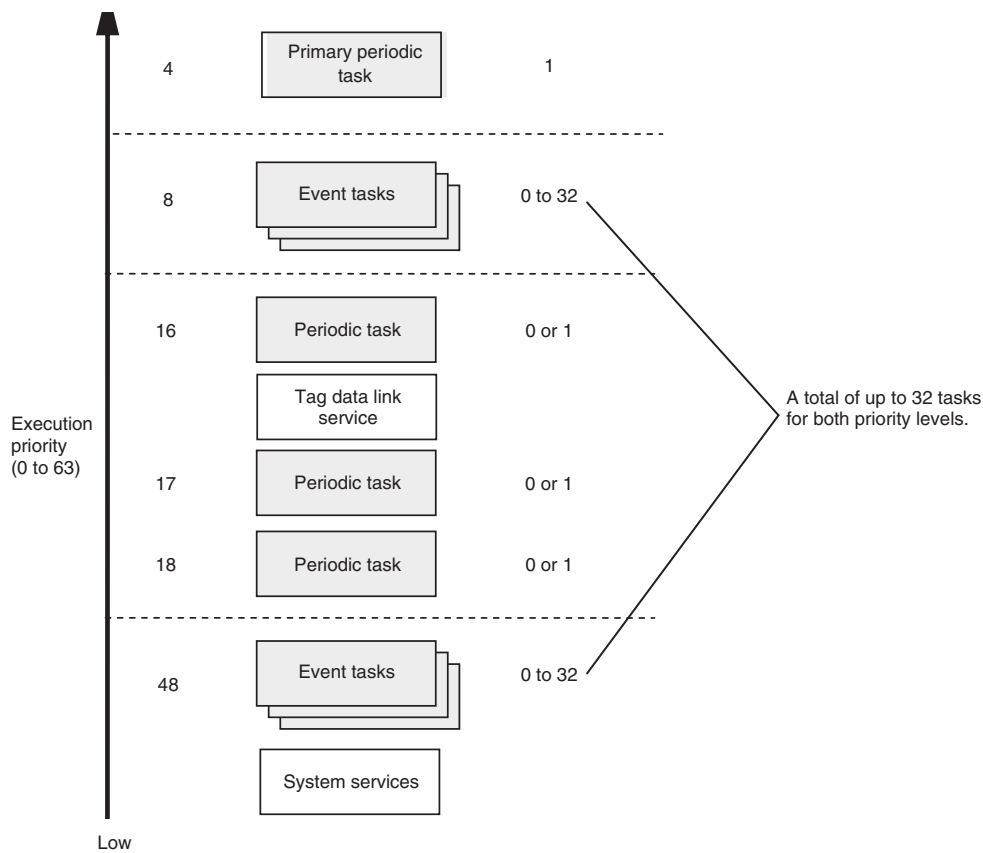 4
Primary periodic
task
1
8
Event tasks
0 to 32
16
Periodic task
0 or 1
Tag data link
service
A total of up to 32 tasks
for both priority levels.
Execution
priority
(0 to 63)
17
Periodic task
0 or 1
18
Periodic task
0 or 1
48
Event tasks
0 to 32
System services
Low